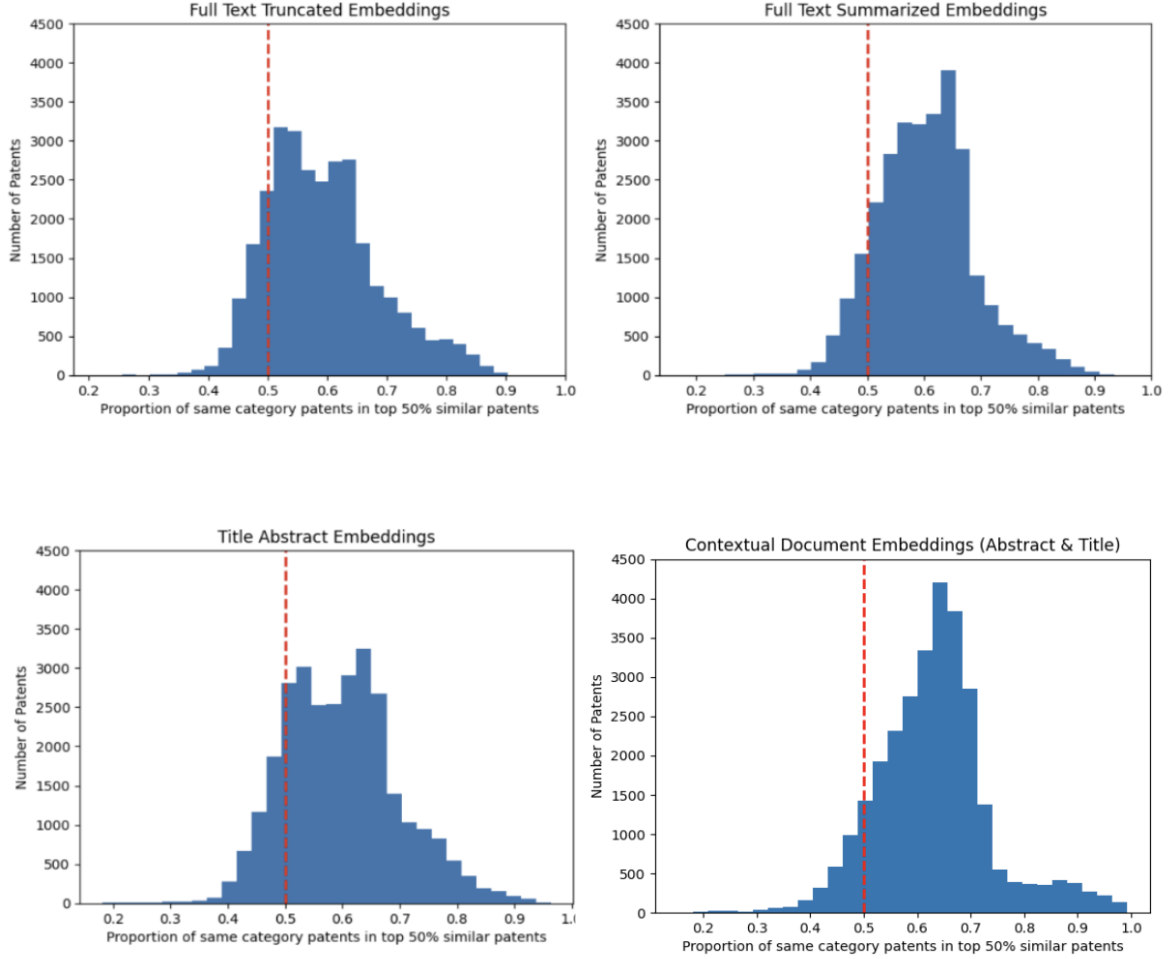 Full Text Truncated Embeddings
4500
4000
3500
3000
2500
2000
1500
1000
500
0
Number of Patents
0.2 0.3 0.4 0.5 0.6 0.7 0.8 0.9 1.0
Proportion of same category patents in top 50% similar patents
Full Text Summarized Embeddings
4500
4000
3500
3000
2500
2000
1500
1000
500
0
Number of Patents
0.2 0.3 0.4 0.5 0.6 0.7 0.8 0.9 1.0
Proportion of same category patents in top 50% similar patents
Title Abstract Embeddings
4500
4000
3500
3000
2500
2000
1500
1000
500
0
Number of Patents
0.2 0.3 0.4 0.5 0.6 0.7 0.8 0.9 1.0
Proportion of same category patents in top 50% similar patents
Contextual Document Embeddings (Abstract & Title)
4500
4000
3500
3000
2500
2000
1500
1000
500
0
Number of Patents
0.2 0.3 0.4 0.5 0.6 0.7 0.8 0.9 1.0
Proportion of same category patents in top 50% similar patents